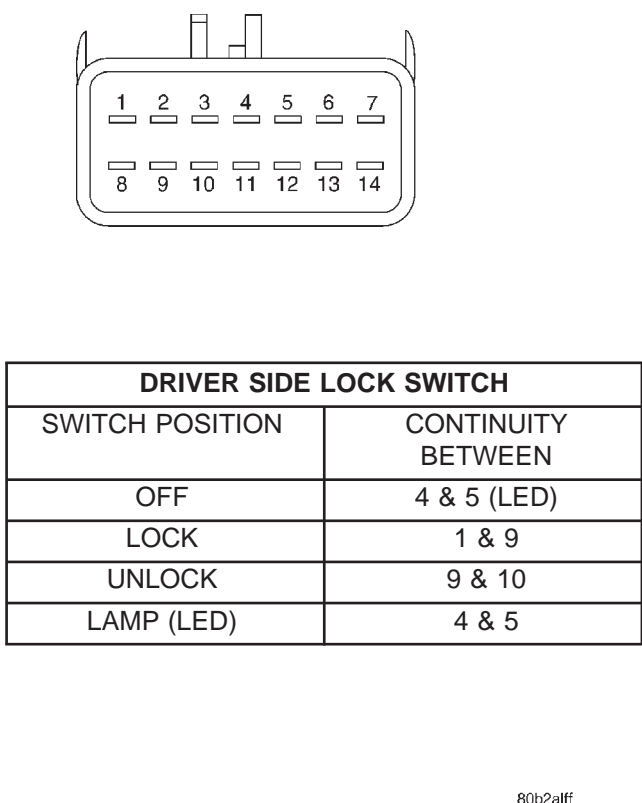 1 2 3 4 5 6 7
8 9 10 11 12 13 14
DRIVER SIDE LOCK SWITCH
SWITCH POSITION CONTINUITY
BETWEEN
OFF 4 & 5 (LED)
LOCK 1 & 9
UNLOCK 9 & 10
LAMP (LED) 4 & 5
80b2alff